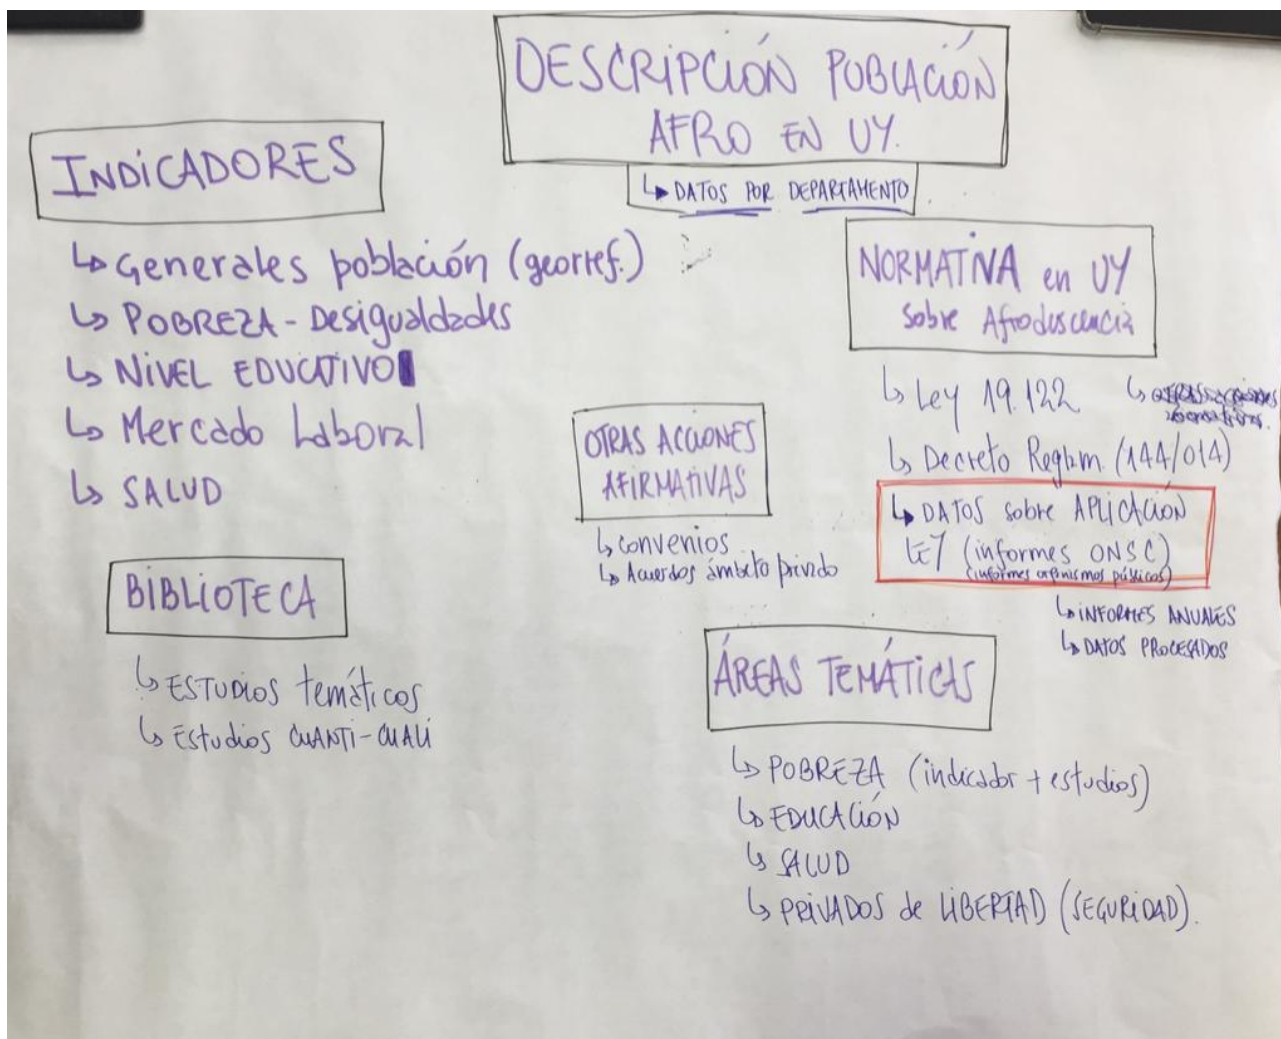 DESCRIPCIÓN POBLACIÓN
AFRO EN UY.
↳ DATOS POR DEPARTAMENTO
INDICADORES
↳ Generales población (georref.)
↳ POBREZA - Desigualdades
↳ NIVEL EDUCATIVO
↳ Mercado Laboral
↳ SALUD
BIBLIOTECA
↳ ESTUDIOS temáticos
↳ Estudios CUANTI-CUALI
OTRAS ACCIONES
AFIRMATIVAS
↳ convenios
↳ Acuerdos ámbito privado
NORMATIVA en UY
sobre Afrodescencia
↳ Ley 19.122
↳ Decreto Reglam. (144/014)
↳ DATOS sobre APLICACIÓN
LEY (informes ONSC)
(informes organismos públicos)
↳ INFORMES ANUALES
↳ DATOS PROCESADOS
ÁREAS TEMÁTICAS
↳ POBREZA (indicador + estudios)
↳ EDUCACIÓN
↳ SALUD
↳ PRIVADOS de LIBERTAD (SEGURIDAD).